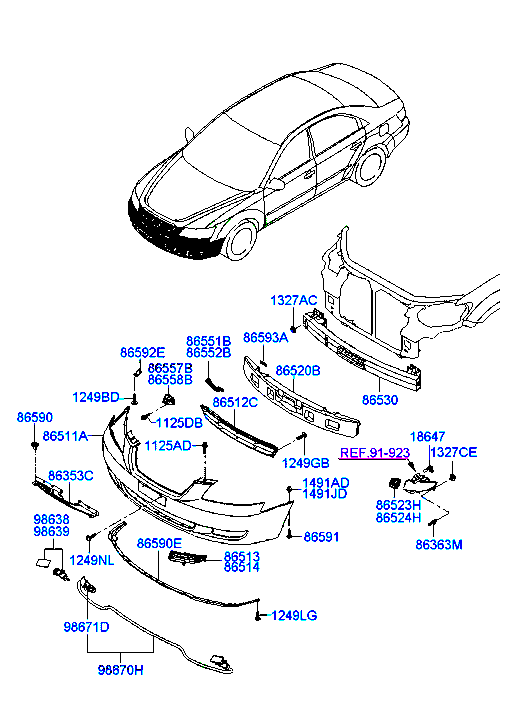 1327AC
86593A
86551B
86552B
86592E
86557B
86558B
86520B
86530
1249BD
86512C
86590
1125DB
86511A
1125AD
18647
REF.91-923
1327CE
1249GB
86353C
1491AD
1491JD
86523H
86524H
98638
98639
86591
86590E
86363M
1249NL
86513
86514
1249LG
98671D
98670H